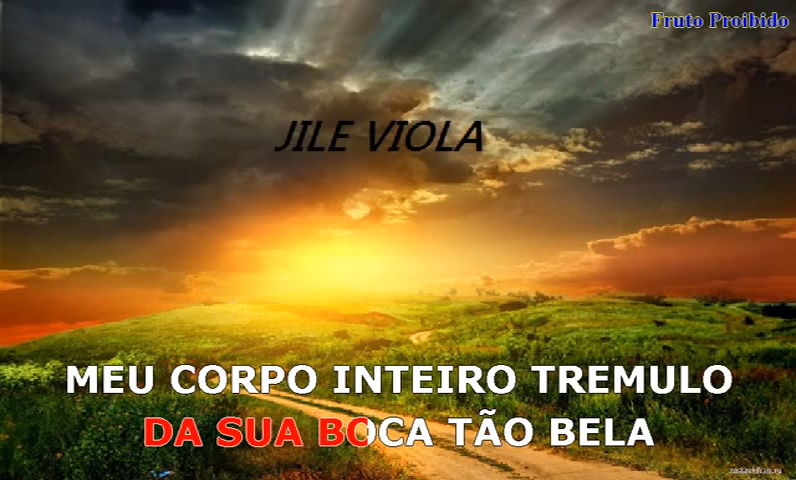 Fruto Proibido
JILE VIOLA
MEU CORPO INTEIRO TREMULO
DA SUA BOCA TÃO BELA